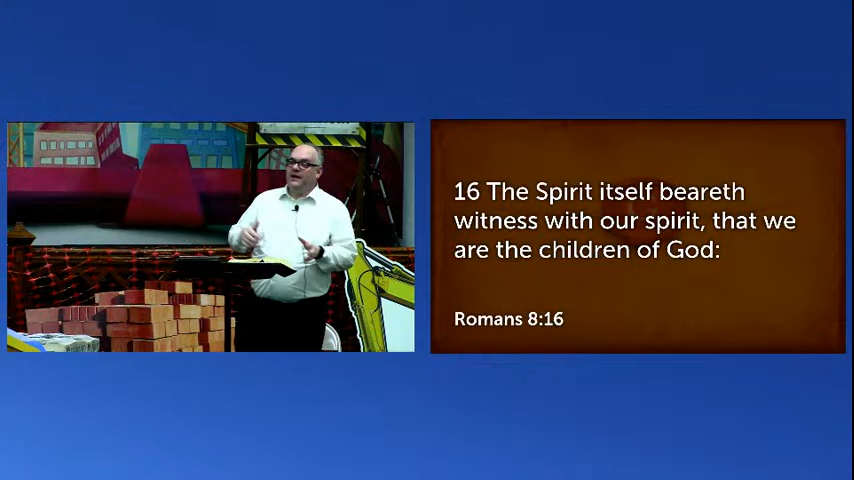 16 The Spirit itself beareth
witness with our spirit, that we
are the children of God:
Romans 8:16